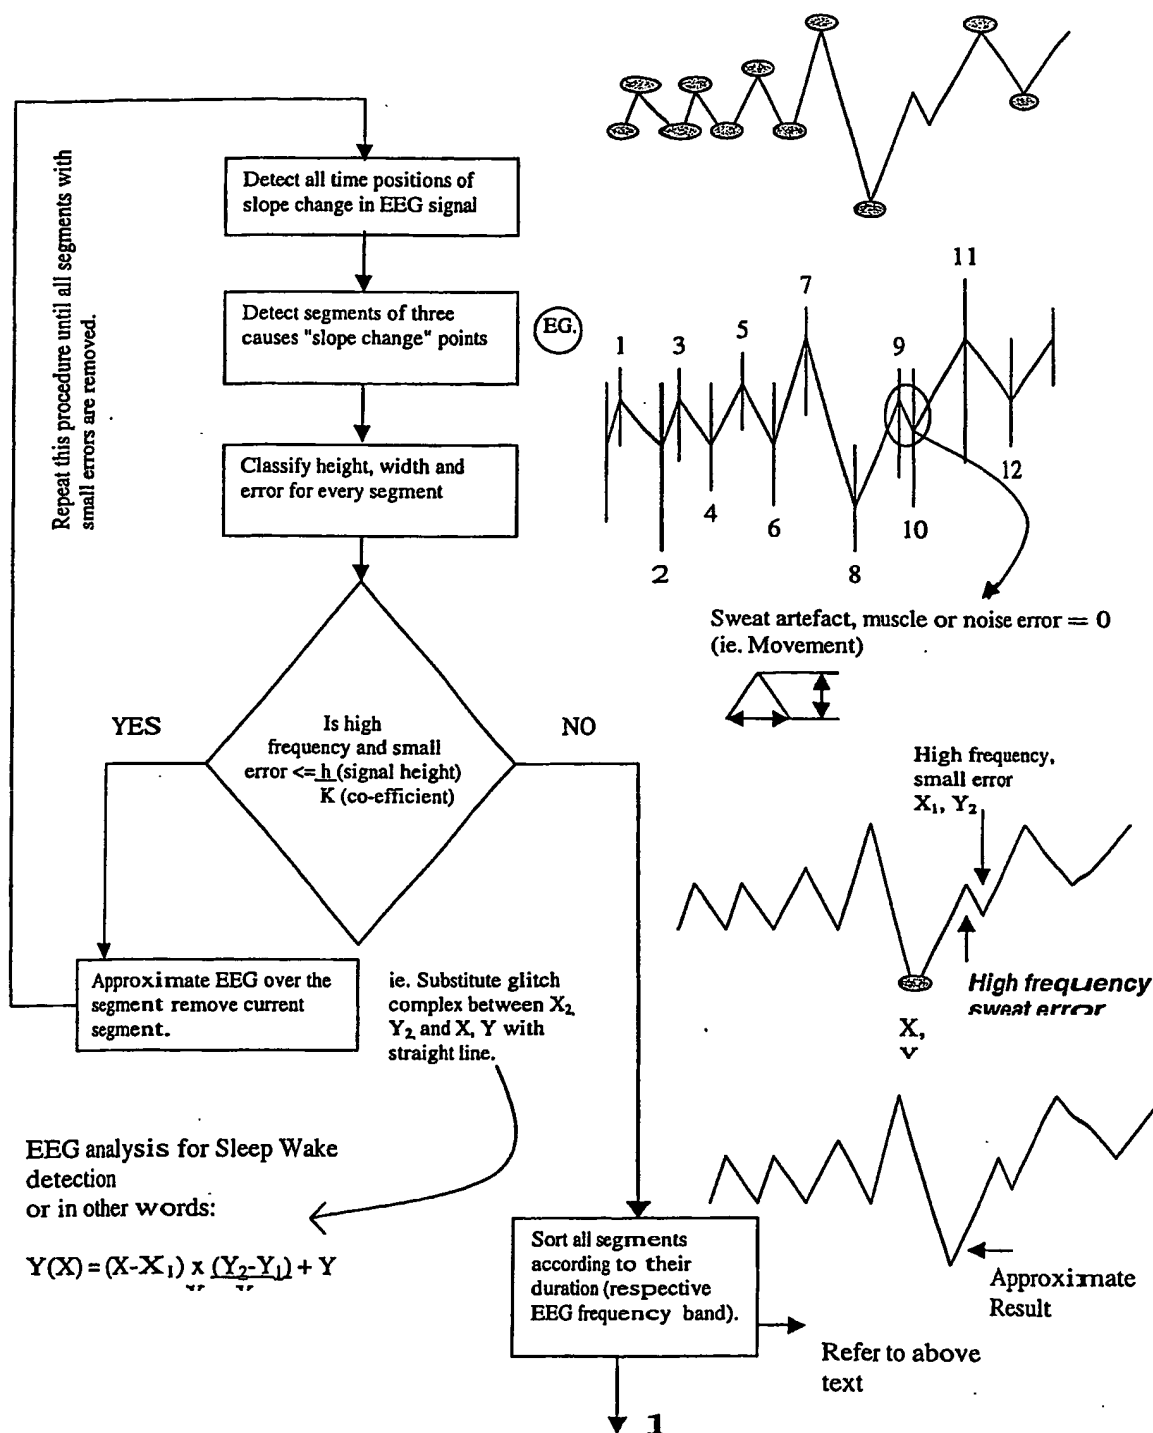 Repeat this procedure until all segments with
small errors are removed.
Detect all time positions of
slope change in EEG signal
Detect segments of three
causes "slope change" points
EG.
Classify height, width and
error for every segment
YES
Is high
frequency and small
error <= h (signal height)
K (co-efficient)
NO
Approximate EEG over the
segment remove current
segment.
ie. Substitute glitch
complex between X₂
Y₂ and X, Y with
straight line.
EEG analysis for Sleep Wake
detection
or in other words:
Y(X) = (X-X₁) x (Y₂-Y₁) + Y
Sort all segments
according to their
duration (respective
EEG frequency band).
Refer to above
text
1
1
2
3
4
5
6
7
8
9
10
11
12
Sweat artefact, muscle or noise error = 0
(ie. Movement)
High frequency,
small error
X₁, Y₂
High frequency
sweat error
X,
Approximate
Result